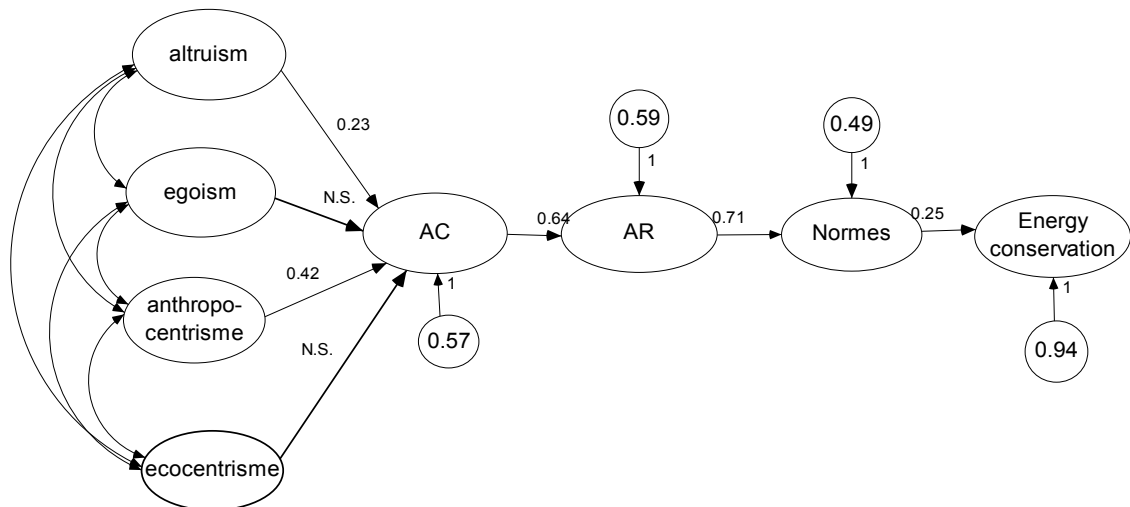 altruism
0.23
0.59
1
0.49
1
egoism
N.S.
AC
0.64
AR
0.71
Normes
0.25
Energy
conservation
0.42
anthropo-
centrisme
1
0.57
1
0.94
N.S.
ecocentrisme